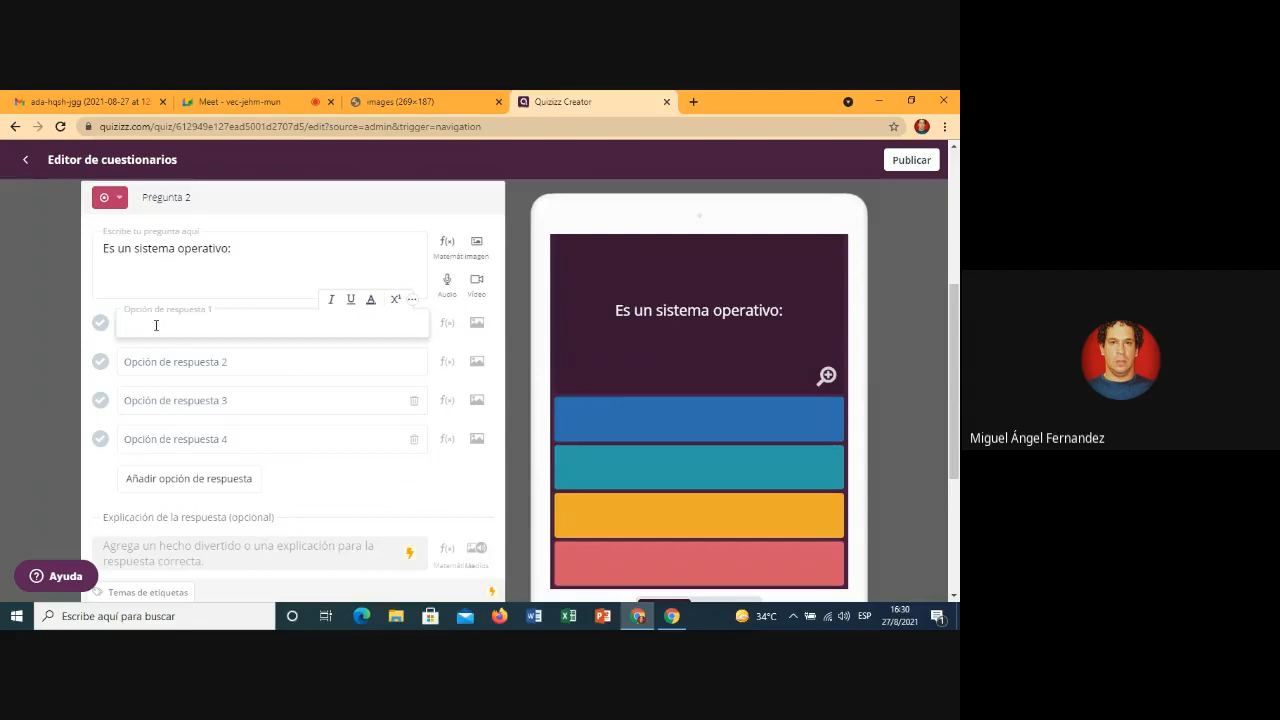 ada-hqsh-jgg (2021-08-27 at 12
Meet - vec-jehm-mun
images (269×187)
Quizizz Creator
quizizz.com/quiz/612949e127ead5001d2707d5/edit?source=admin&trigger=navigation
Editor de cuestionarios
Publicar
Pregunta 2
Escribe tu pregunta aquí
Es un sistema operativo:
f(x)
Matemát Imagen
Audio
Vídeo
I U A X¹ ...
Opción de respuesta 1
f(x)
Opción de respuesta 2
f(x)
Opción de respuesta 3
f(x)
Opción de respuesta 4
f(x)
Añadir opción de respuesta
Explicación de la respuesta (opcional)
Agrega un hecho divertido o una explicación para la
respuesta correcta.
f(x)
Ayuda
Temas de etiquetas
Es un sistema operativo:
Miguel Ángel Fernandez
Escribe aquí para buscar
34°C
ESP
16:30
27/8/2021
1